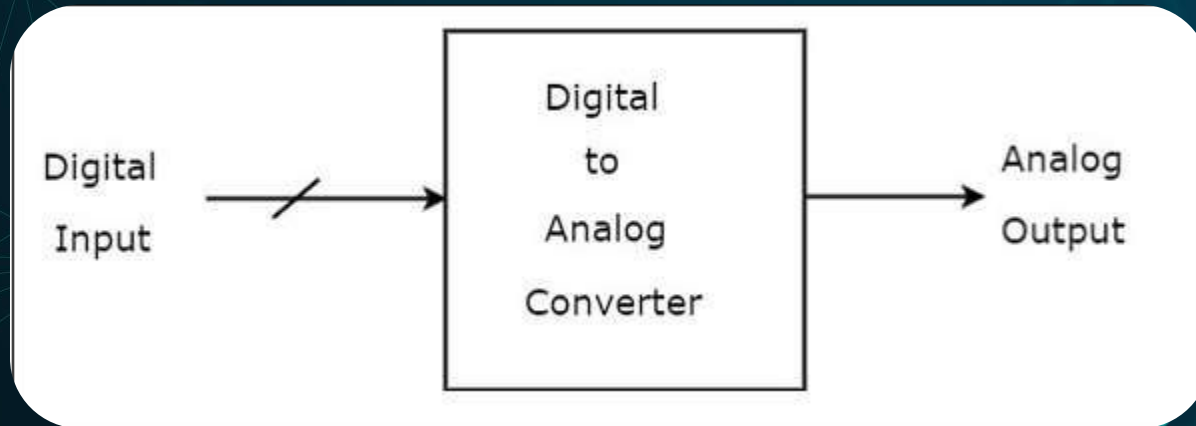 Digital
Input
Digital
to
Analog
Converter
Analog
Output